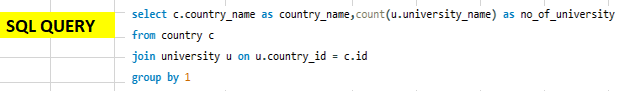 SQL QUERY
select c.country_name as country_name,count(u.university_name) as no_of_university
from country c
join university u on u.country_id = c.id
group by 1